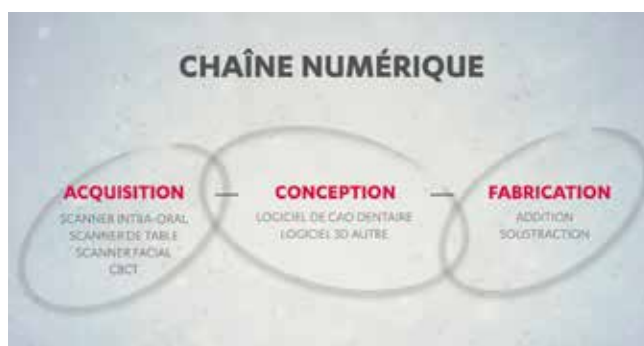 CHAÎNE NUMÉRIQUE
ACQUISITION — CONCEPTION — FABRICATION
SCANNER INTRA-ORAL
SCANNER DE TABLE
SCANNER FACIAL
CBCT
LOGICIEL DE CAO DENTAIRE
LOGICIEL 3D AUTRE
ADDITION
SOUSTRACTION